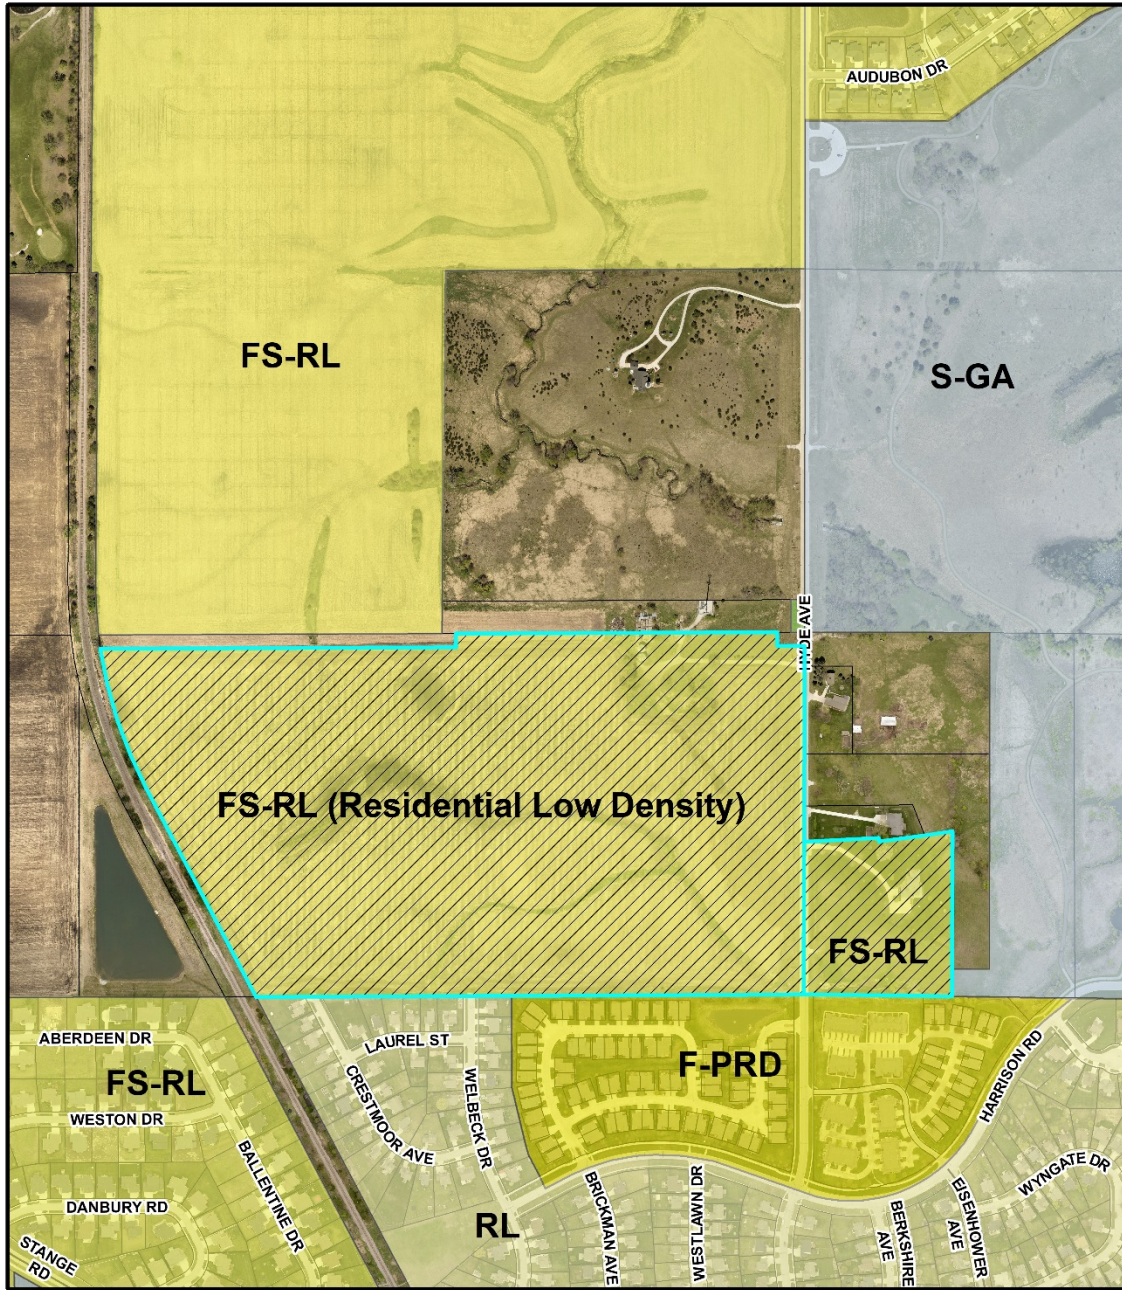 AUDUBON DR
FS-RL
S-GA
HYDE AVE
FS-RL (Residential Low Density)
FS-RL
ABERDEEN DR
LAUREL ST
FS-RL
F-PRD
HARRISON RD
WESTON DR
CRESTMOOR AVE
WELBECK DR
BALLENTINE DR
DANBURY RD
STANGE
RD
RL
BRICKMAN AVE
WESTLAWN DR
BERKSHIRE
AVE
EISENHOWER
AVE
WYNGATE DR